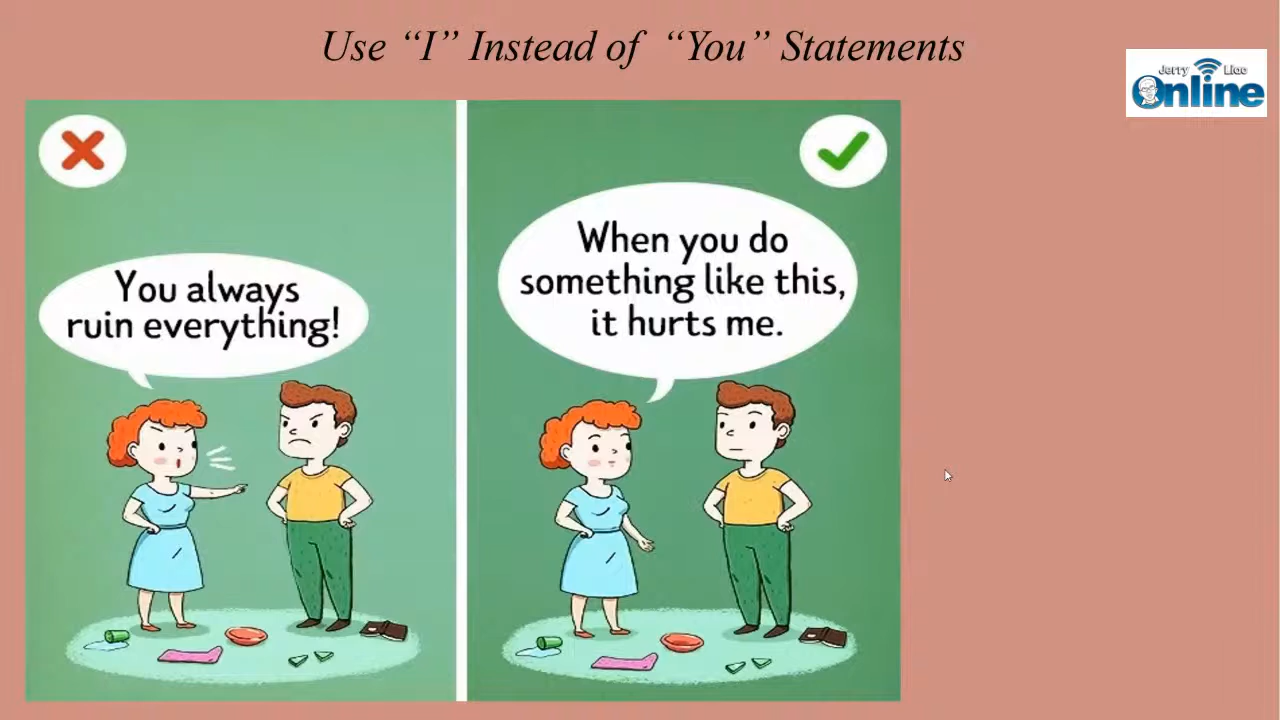 Use “I” Instead of “You” Statements
Jerry Liao
Online
You always
ruin everything!
When you do
something like this,
it hurts me.